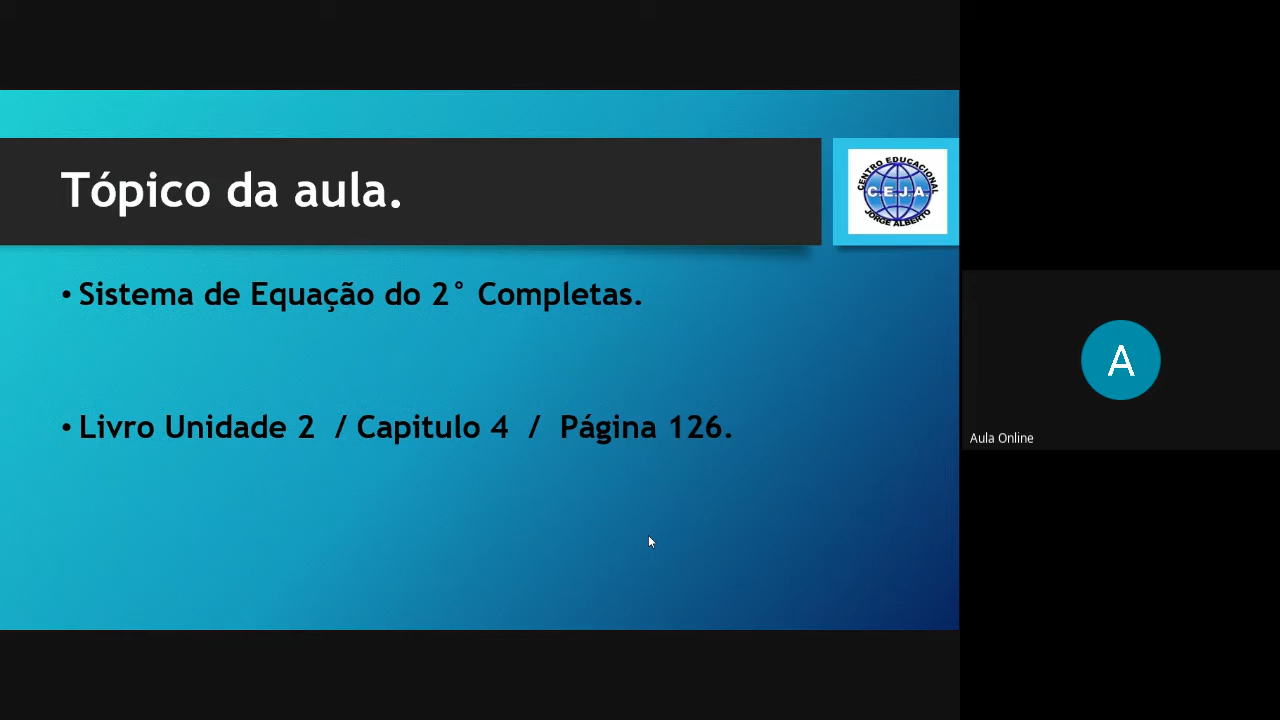 Tópico da aula.
CENTRO EDUCACIONAL
C.E.J.A.
JORGE ALBERTO
• Sistema de Equação do 2° Completas.
• Livro Unidade 2 / Capitulo 4 / Página 126.
A
Aula Online